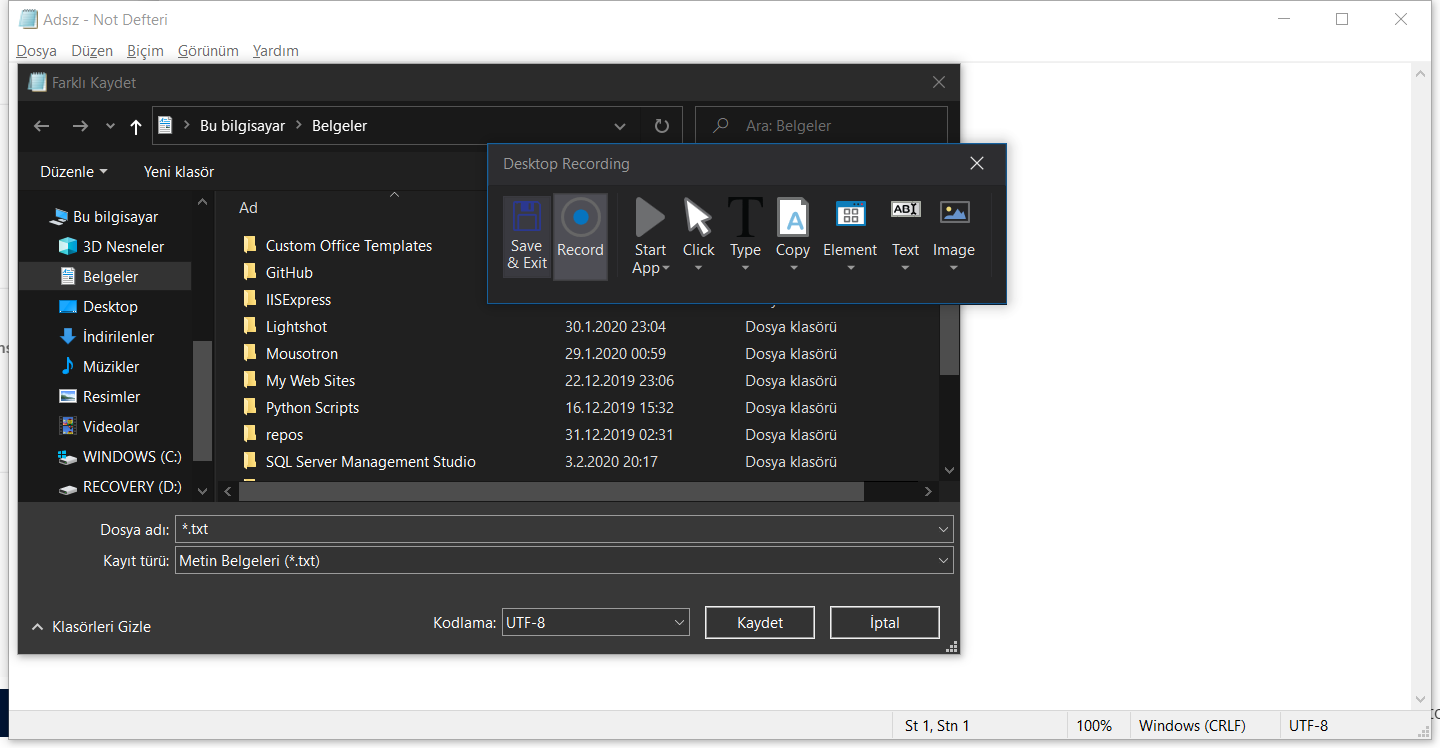 Adsız - Not Defteri
Dosya Düzen Biçim Görünüm Yardım
Farklı Kaydet
Bu bilgisayar Belgeler
Ara: Belgeler
Düzenle Yeni klasör
Bu bilgisayar
3D Nesneler
Belgeler
Desktop
İndirilenler
Müzikler
Resimler
Videolar
WINDOWS (C:)
RECOVERY (D:)
Ad
Custom Office Templates
GitHub
IISExpress
Lightshot 30.1.2020 23:04 Dosya klasörü
Mousotron 29.1.2020 00:59 Dosya klasörü
My Web Sites 22.12.2019 23:06 Dosya klasörü
Python Scripts 16.12.2019 15:32 Dosya klasörü
repos 31.12.2019 02:31 Dosya klasörü
SQL Server Management Studio 3.2.2020 20:17 Dosya klasörü
Desktop Recording
Save & Exit
Record
Start App
Click
Type
A
Copy
Element
ABI
Text
Image
Dosya adı: *.txt
Kayıt türü: Metin Belgeleri (*.txt)
Klasörleri Gizle
Kodlama: UTF-8
Kaydet
İptal
St 1, Stn 1 100% Windows (CRLF) UTF-8